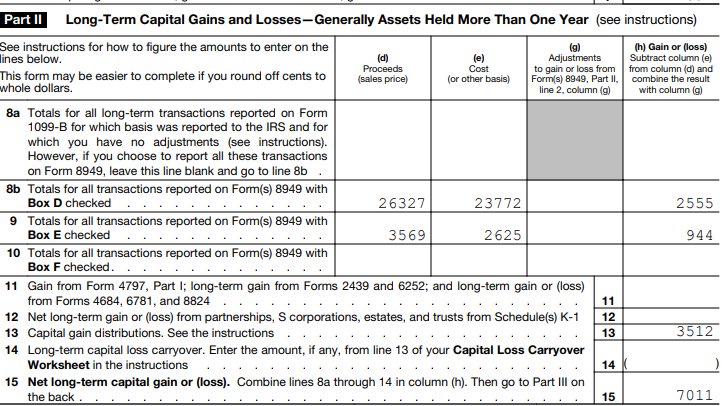 Part II Long-Term Capital Gains and Losses—Generally Assets Held More Than One Year (see instructions)
See instructions for how to figure the amounts to enter on the
lines below.
This form may be easier to complete if you round off cents to
whole dollars.
(d)
Proceeds
(sales price)
(e)
Cost
(or other basis)
(g)
Adjustments
to gain or loss from
Form(s) 8949, Part II,
line 2, column (g)
(h) Gain or (loss)
Subtract column (e)
from column (d) and
combine the result
with column (g)
8a Totals for all long-term transactions reported on Form
1099-B for which basis was reported to the IRS and for
which you have no adjustments (see instructions).
However, if you choose to report all these transactions
on Form 8949, leave this line blank and go to line 8b .
8b Totals for all transactions reported on Form(s) 8949 with
Box D checked . . . . . . . . . . . . . 26327 23772 2555
9 Totals for all transactions reported on Form(s) 8949 with
Box E checked . . . . . . . . . . . . . 3569 2625 944
10 Totals for all transactions reported on Form(s) 8949 with
Box F checked . . . . . . . . . . . . .
11 Gain from Form 4797, Part I; long-term gain from Forms 2439 and 6252; and long-term gain or (loss)
from Forms 4684, 6781, and 8824 . . . . . . . . . . . . . . . . . . . . . . 11
12 Net long-term gain or (loss) from partnerships, S corporations, estates, and trusts from Schedule(s) K-1 12
13 Capital gain distributions. See the instructions . . . . . . . . . . . . . . . . . . 13 3512
14 Long-term capital loss carryover. Enter the amount, if any, from line 13 of your Capital Loss Carryover
Worksheet in the instructions . . . . . . . . . . . . . . . . . . . . . . . 14 ( )
15 Net long-term capital gain or (loss). Combine lines 8a through 14 in column (h). Then go to Part III on
the back . . . . . . . . . . . . . . . . . . . . . . . . . . . . . 15 7011